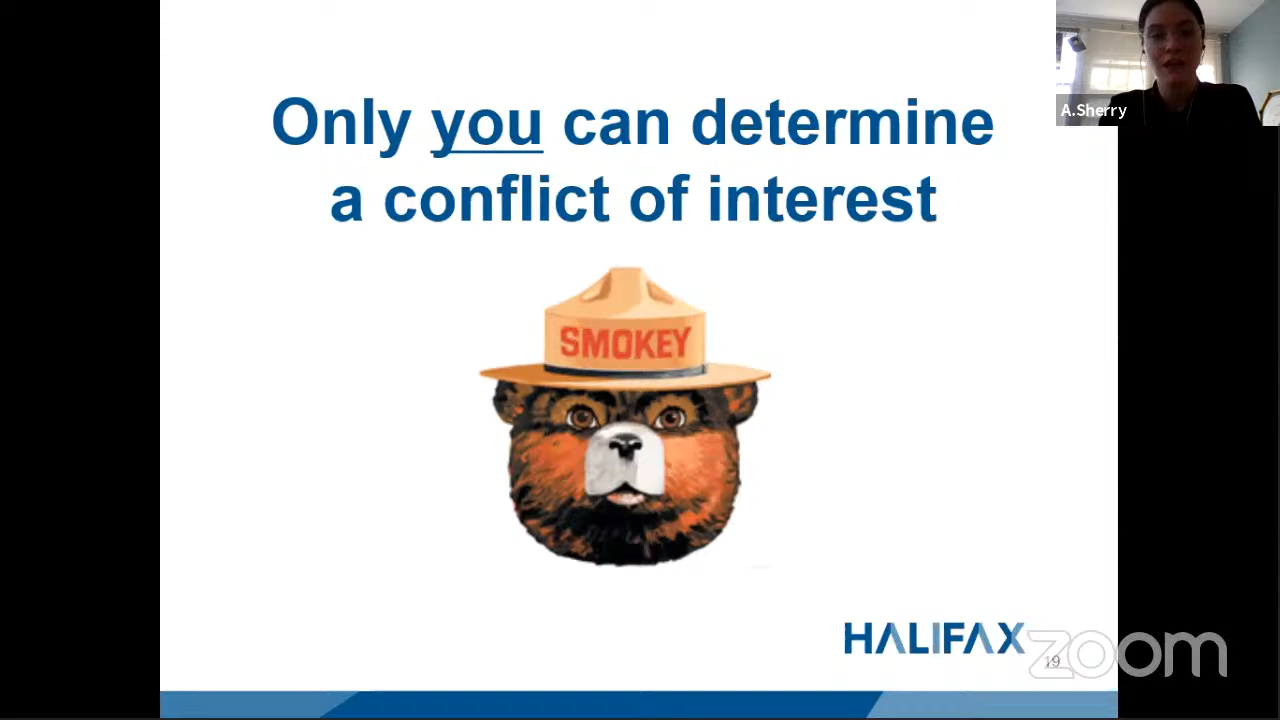 A.Sherry
Only you can determine
a conflict of interest
SMOKEY
HALIFAX
19
zoom